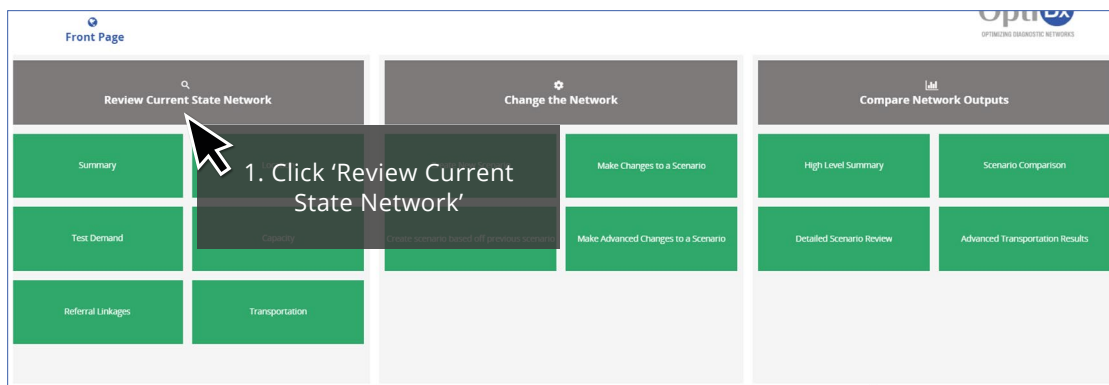 Front Page
Opti Dx
OPTIMIZING DIAGNOSTIC NETWORKS
Review Current State Network
Change the Network
Compare Network Outputs
Summary
Make Changes to a Scenario
High Level Summary
Scenario Comparison
1. Click ‘Review Current
State Network’
Test Demand
Capacity
Create scenario based off previous scenario
Make Advanced Changes to a Scenario
Detailed Scenario Review
Advanced Transportation Results
Referral Linkages
Transportation